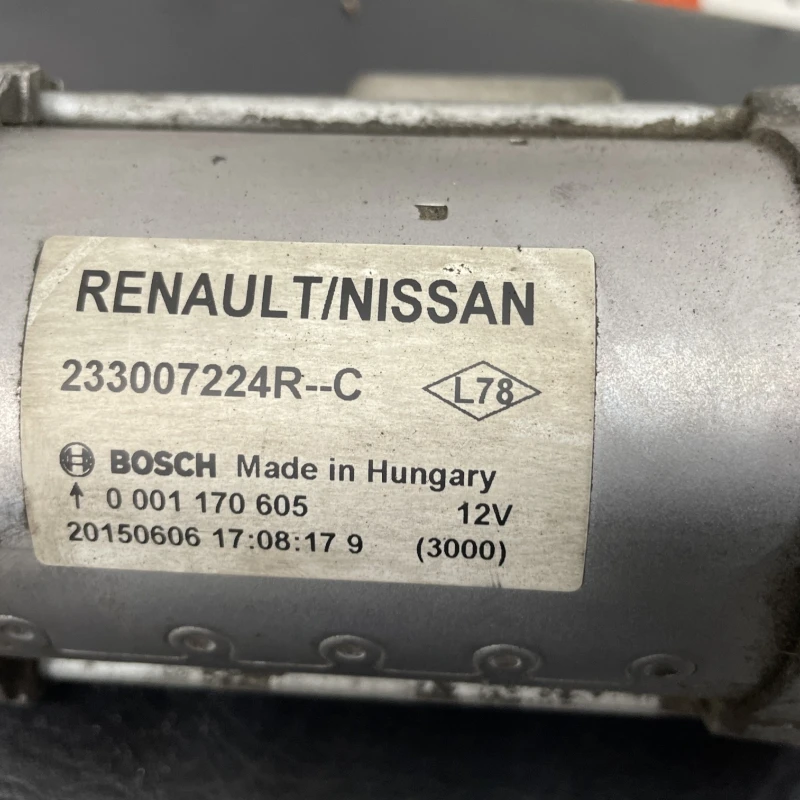 RENAULT/NISSAN
233007224R--C L78
BOSCH Made in Hungary
↑ 0 001 170 605 12V
20150606 17:08:17 9 (3000)